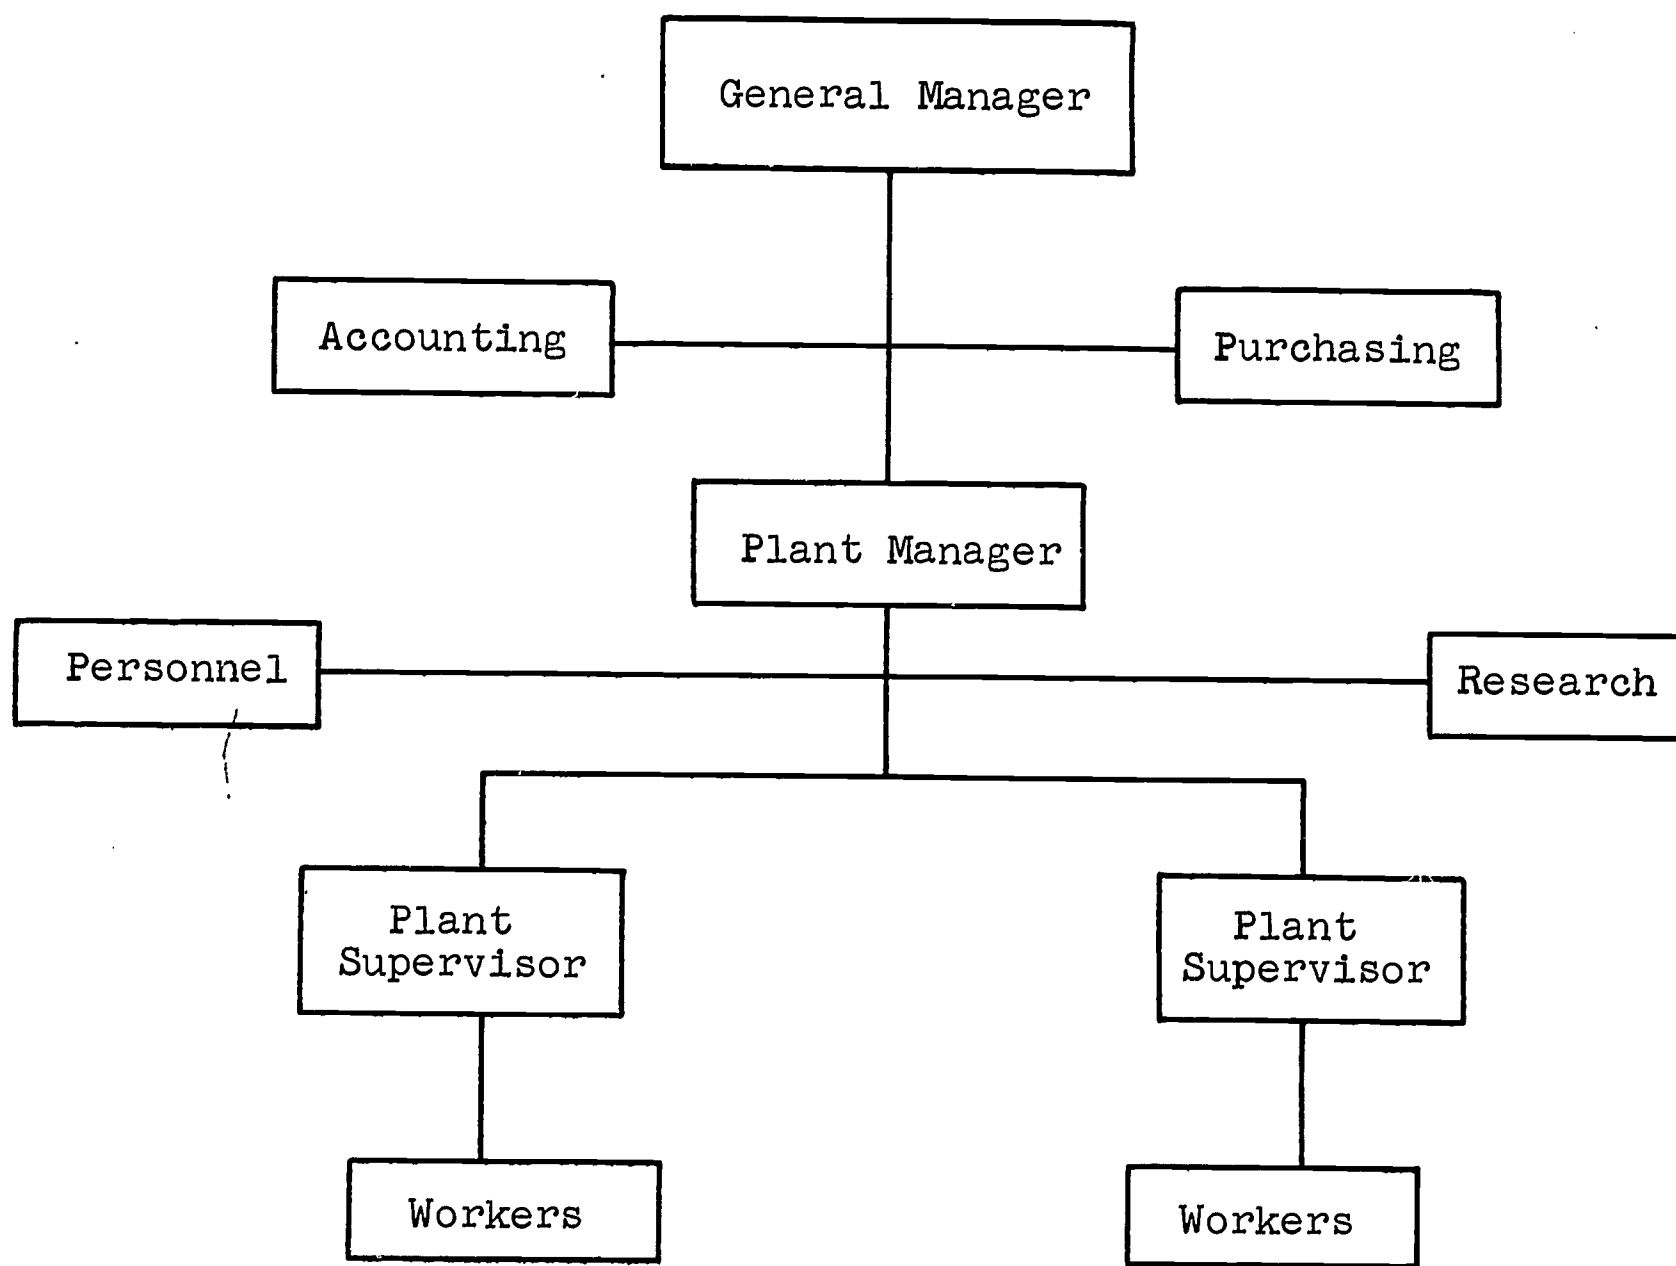 General Manager
Accounting
Purchasing
Plant Manager
Personnel
Research
Plant
Supervisor
Plant
Supervisor
Workers
Workers